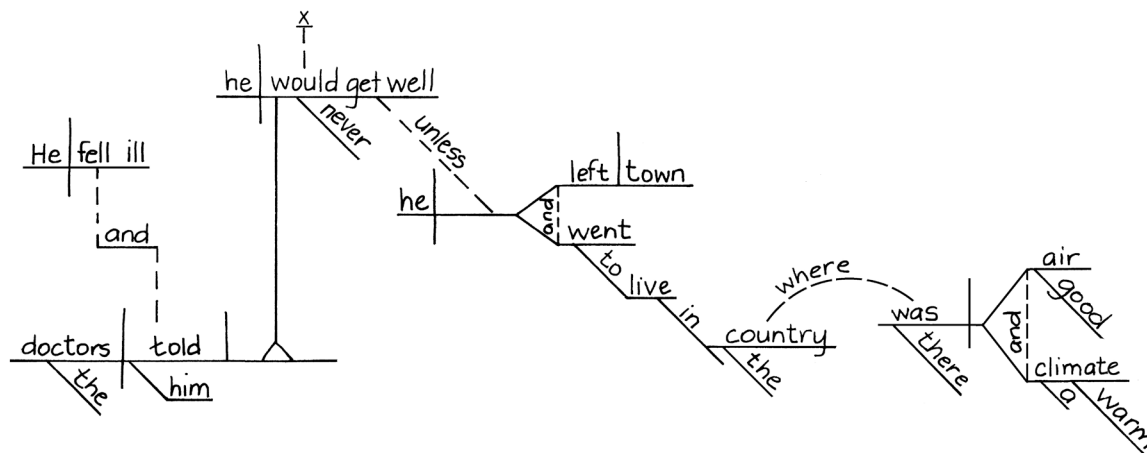 x
he would get well
never
unless
He fell ill
and
doctors told
the
him
he
and
left town
went
to live
in
country
the
where
was
there
and
air
good
climate
a
warm